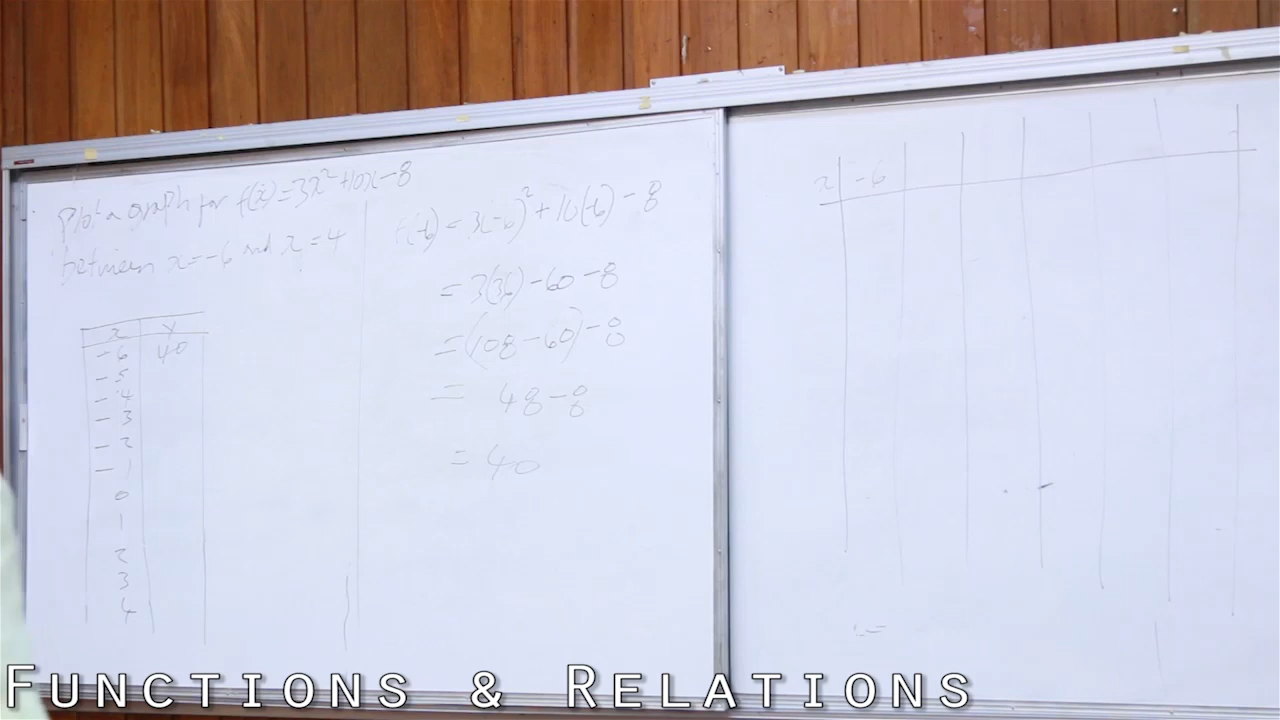 Plot a graph for f(x)=3x²+10x-8
between x=-6 and x=4
x y
-6 40
-5
-4
-3
-2
-1
0
1
2
3
4
f(-6) = 3(-6)²+10(-6)-8
= 3(36)-60-8
= (108-60)-8
= 48-8
= 40
x -6
FUNCTIONS & RELATIONS